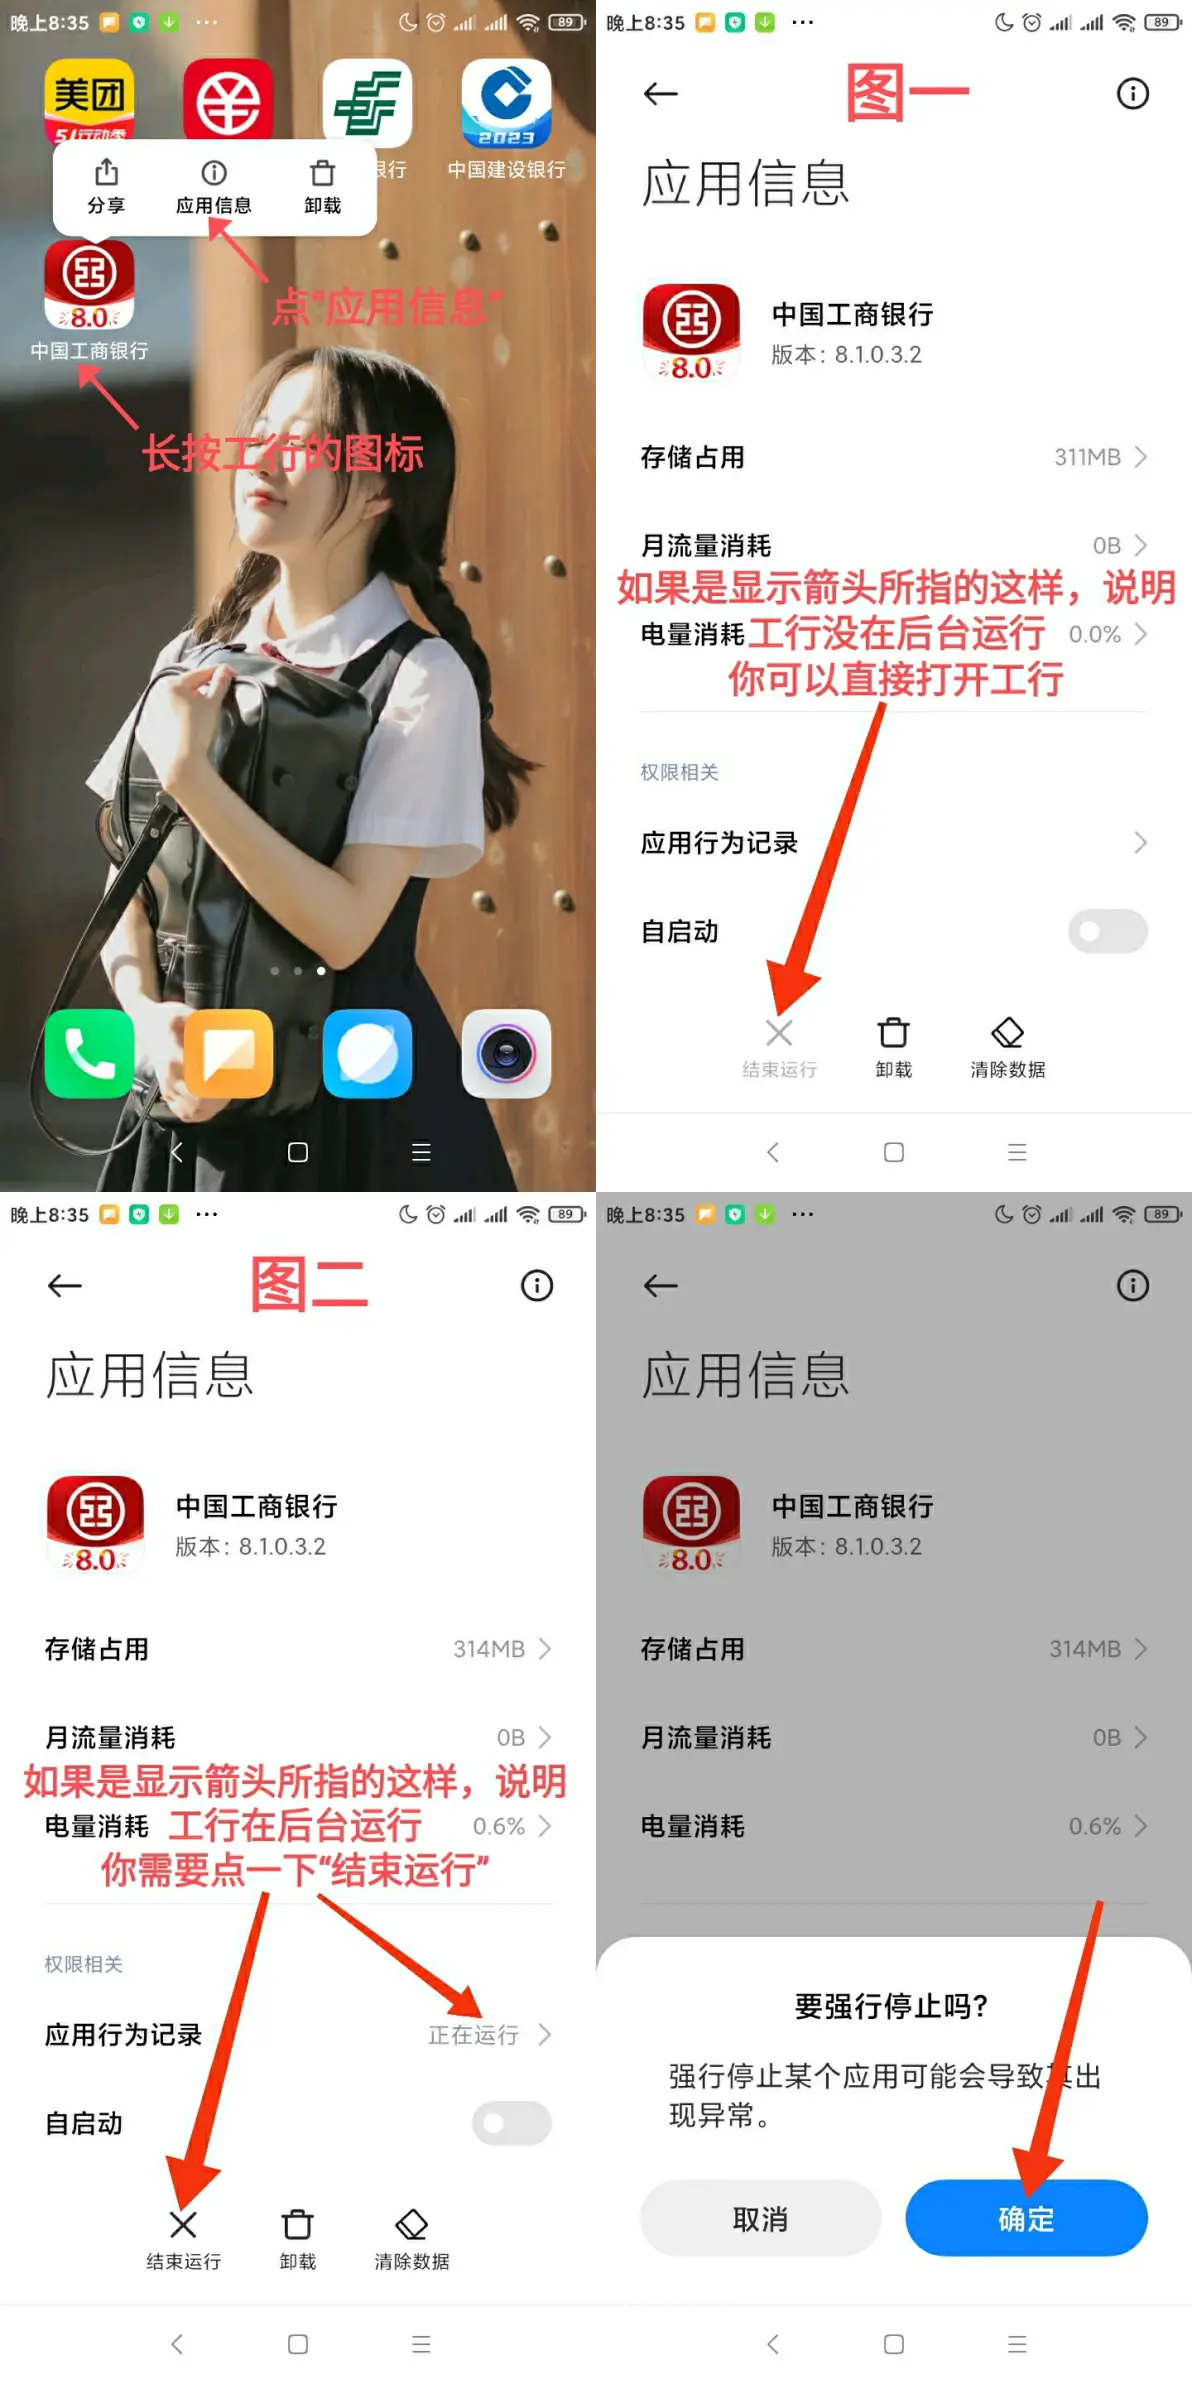 晚上8:35
89
美团
51行动季
2023
银行
中国建设银行
分享
应用信息
卸载
点“应用信息”
8.0
中国工商银行
长按工行的图标
晚上8:35
89
图一
应用信息
中国工商银行
版本：8.1.0.3.2
8.0
存储占用
311MB
月流量消耗
0B
如果是显示箭头所指的这样，说明
电量消耗
工行没在后台运行
0.0%
你可以直接打开工行
权限相关
应用行为记录
自启动
结束运行
卸载
清除数据
晚上8:35
89
图二
应用信息
中国工商银行
版本：8.1.0.3.2
8.0
存储占用
314MB
月流量消耗
0B
如果是显示箭头所指的这样，说明
电量消耗
工行在后台运行
0.6%
你需要点一下“结束运行”
权限相关
应用行为记录
正在运行
自启动
结束运行
卸载
清除数据
晚上8:35
89
应用信息
中国工商银行
版本：8.1.0.3.2
8.0
存储占用
314MB
月流量消耗
0B
电量消耗
0.6%
要强行停止吗?
强行停止某个应用可能会导致其出
现异常。
取消
确定